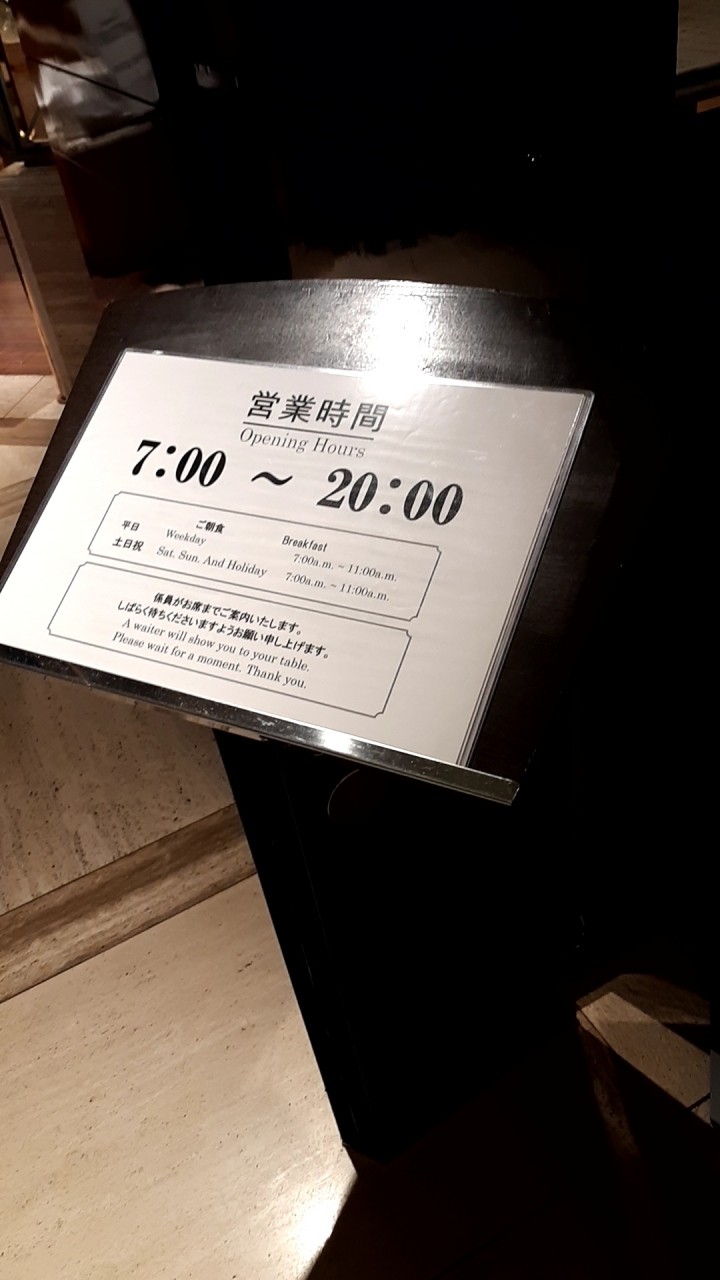 営業時間
Opening Hours
7:00 ～ 20:00
ご朝食 Breakfast
平日 Weekday 7:00a.m. ~ 11:00a.m.
土日祝 Sat. Sun. And Holiday 7:00a.m. ~ 11:00a.m.
係員がお席までご案内いたします。
しばらく待ちくださいますようお願い申し上げます。
A waiter will show you to your table.
Please wait for a moment. Thank you.